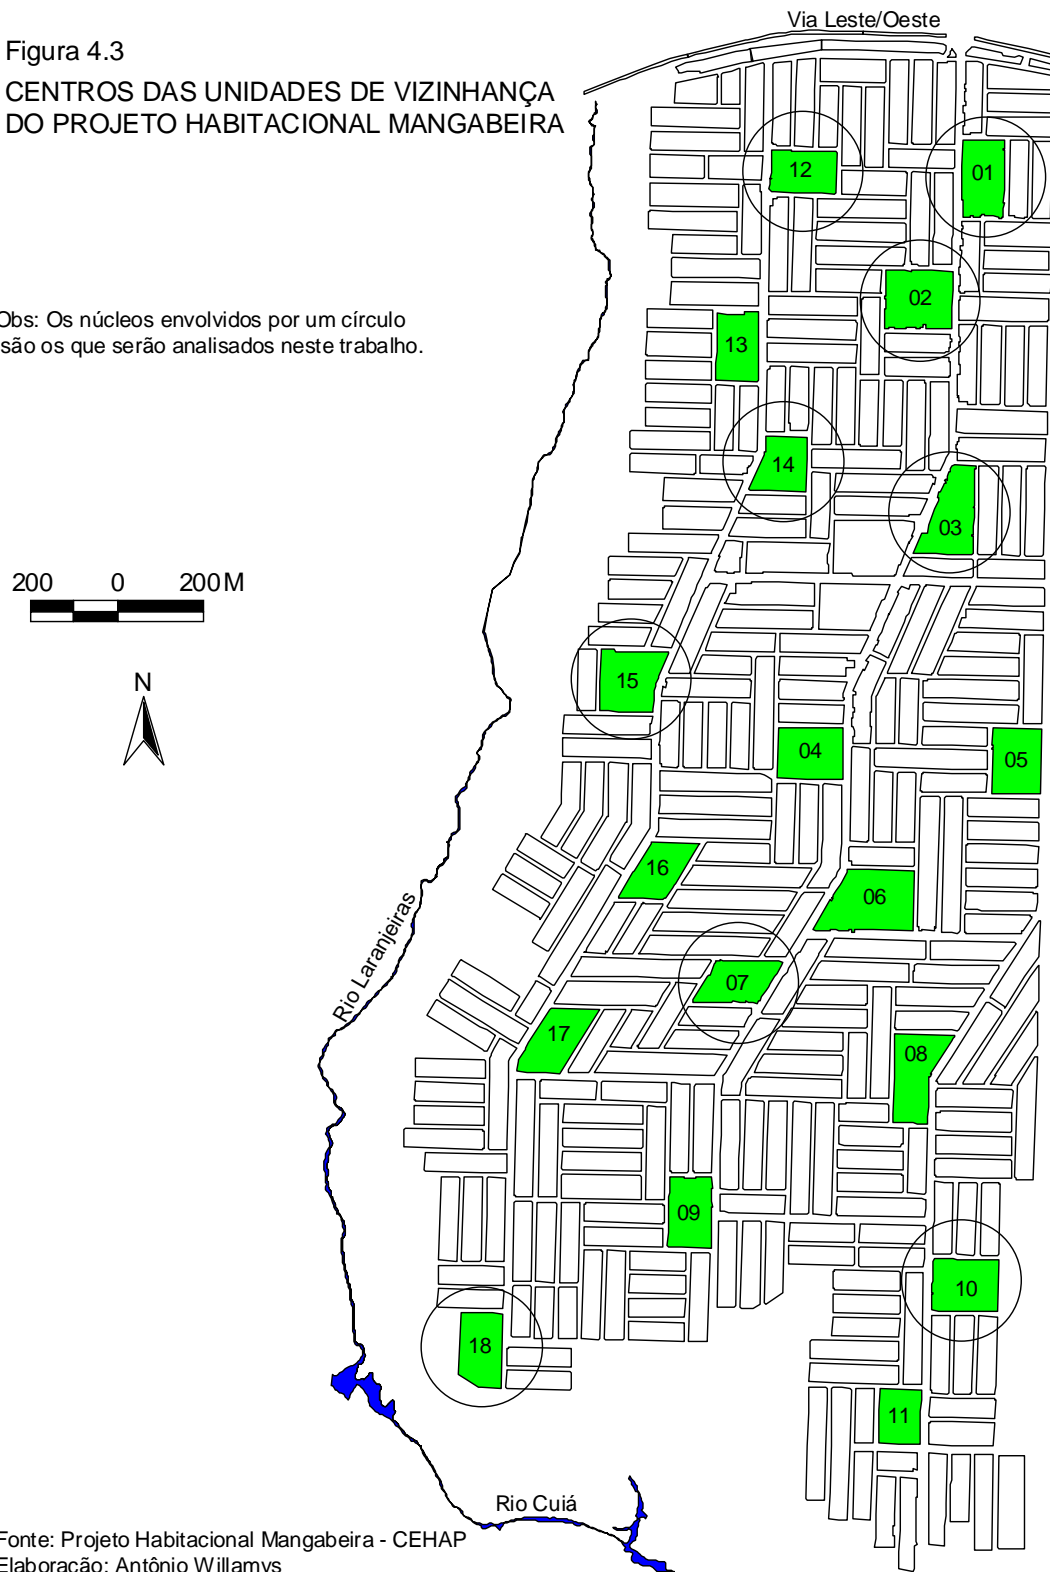 Via Leste/Oeste
Figura 4.3
CENTROS DAS UNIDADES DE VIZINHANÇA
DO PROJETO HABITACIONAL MANGABEIRA
12
01
02
Obs: Os núcleos envolvidos por um círculo
são os que serão analisados neste trabalho.
13
14
03
200 0 200M
15
N
04
05
16
06
Rio Laranjeiras
07
17
08
09
10
18
11
Rio Cuiá
Fonte: Projeto Habitacional Mangabeira - CEHAP
Elaboração: Antônio Willamys